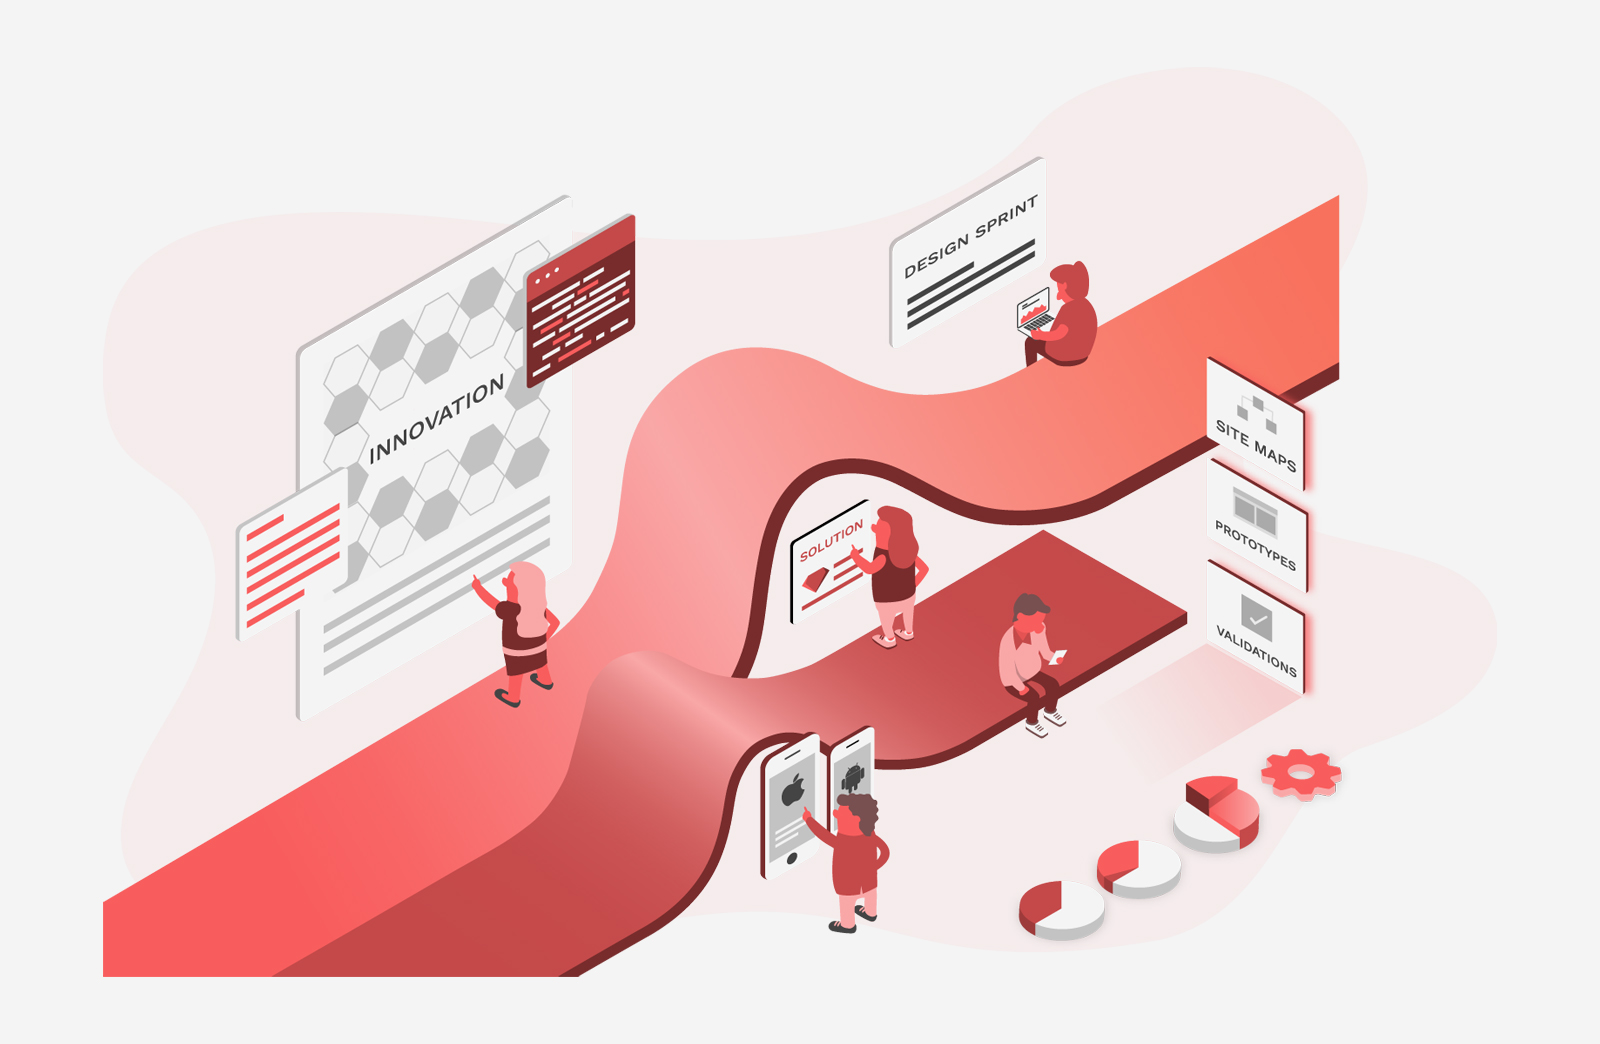 INNOVATION
DESIGN SPRINT
SITE MAPS
PROTOTYPES
SOLUTION
VALIDATIONS